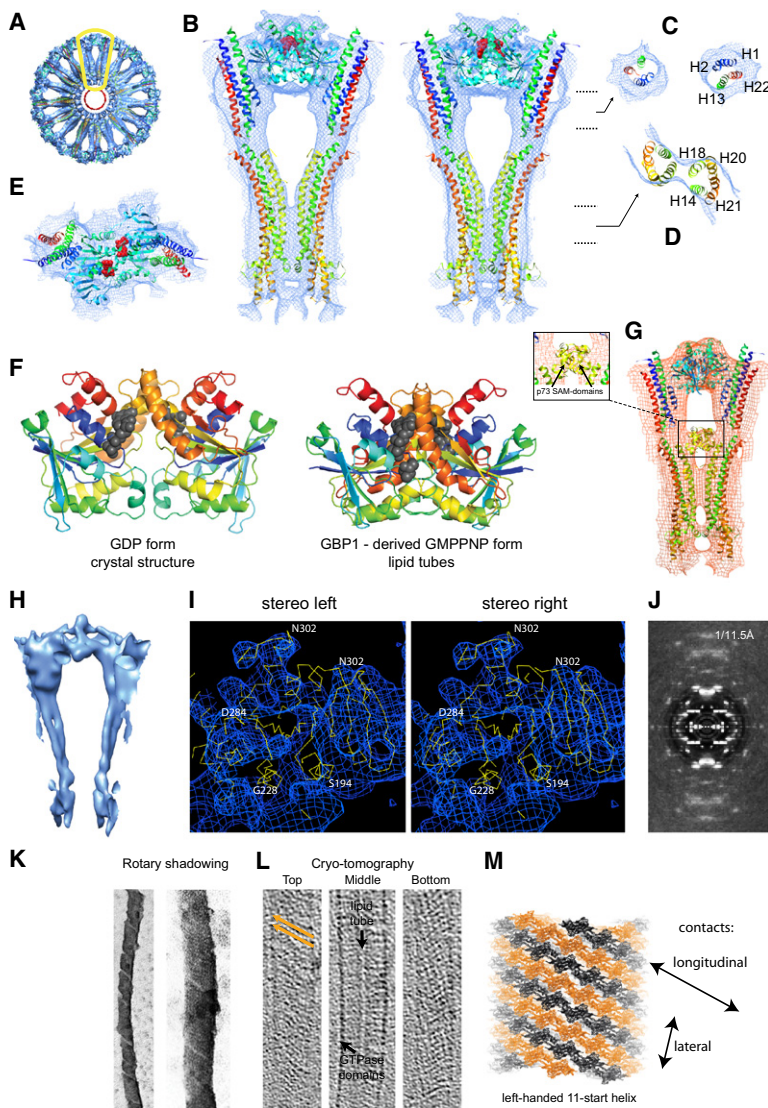 A
B
C
H2
H1
H13
H22
H18
H20
H14
H21
D
E
F
GDP form
crystal structure
GBP1 - derived GMPPNP form
lipid tubes
p73 SAM-domains
G
H
I
stereo left
stereo right
N302
N302
D284
G228
S194
N302
N302
D284
G228
S194
J
1/11.5Å
K
Rotary shadowing
L
Cryo-tomography
Top
Middle
Bottom
lipid
tube
GTPase
domains
M
contacts:
longitudinal
lateral
left-handed 11-start helix